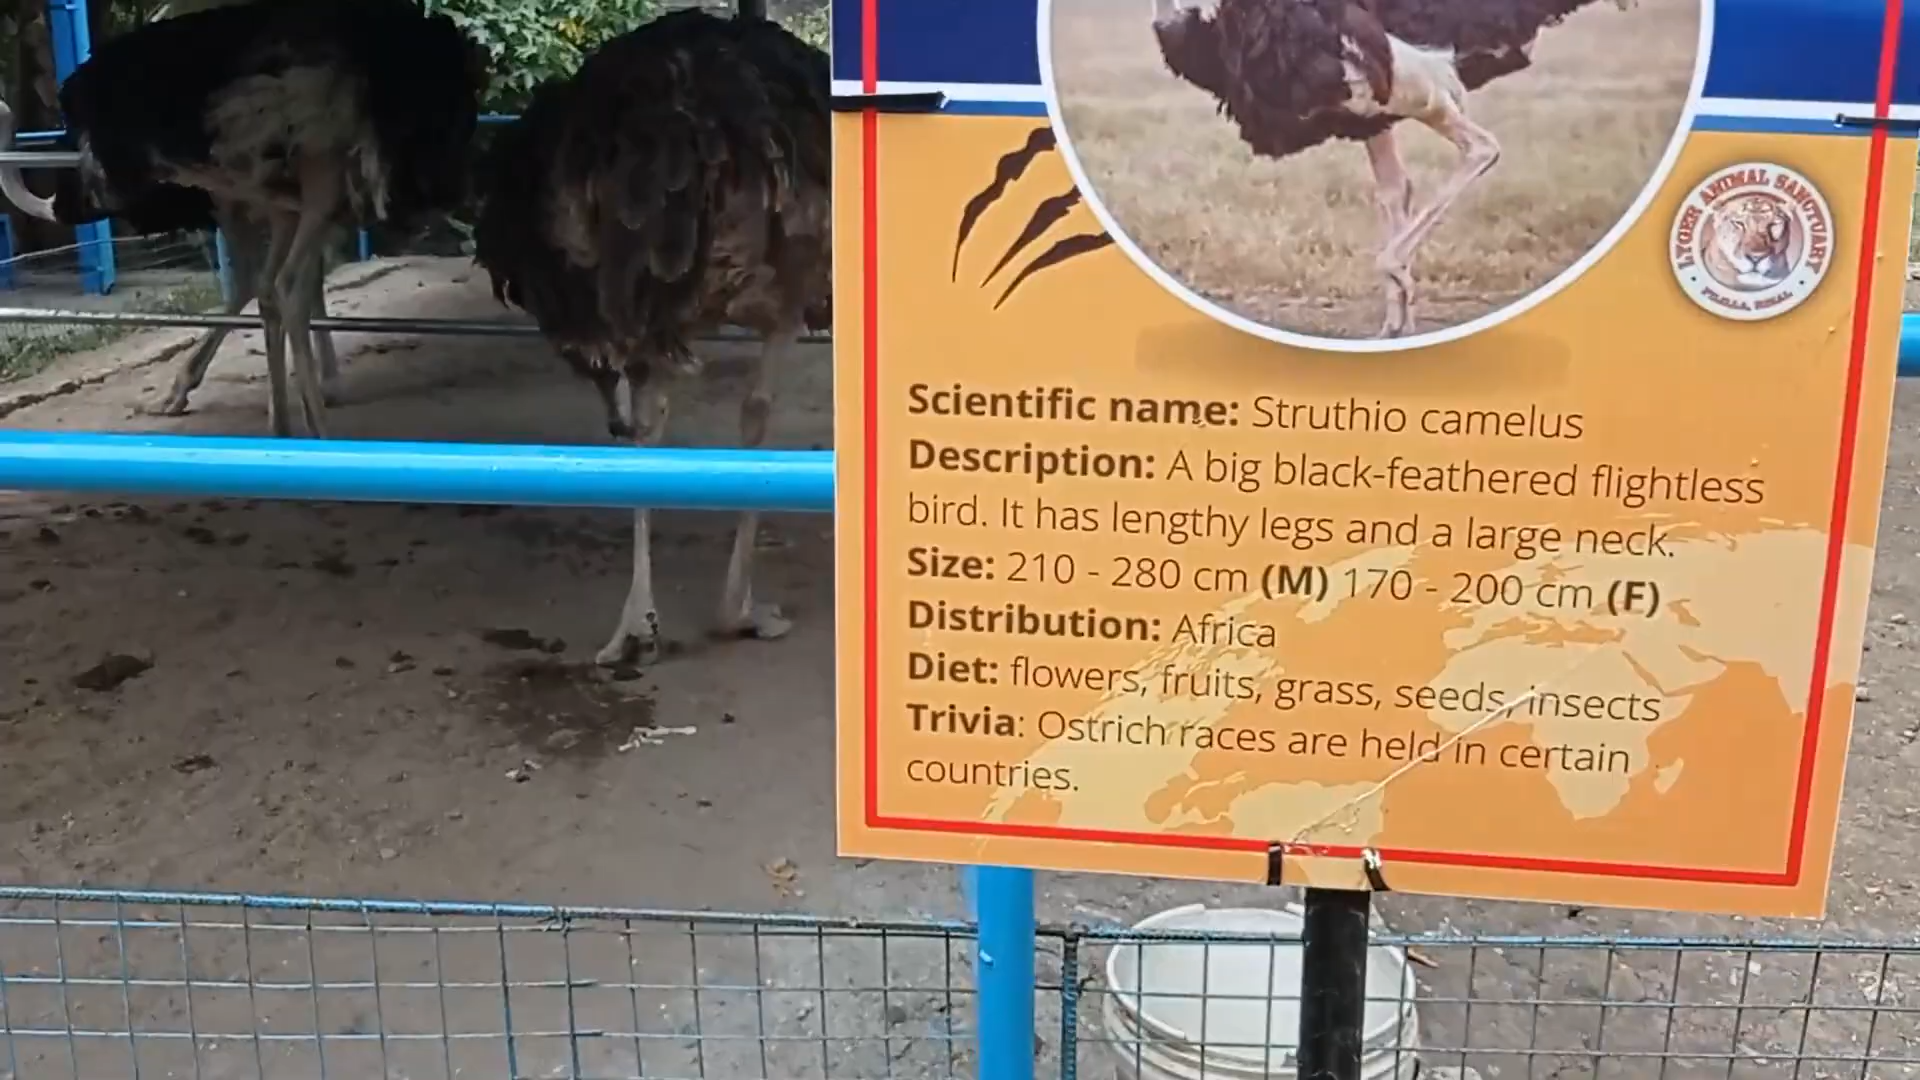 LYGER ANIMAL SANCTUARY
Scientific name: Struthio camelus
Description: A big black-feathered flightless
bird. It has lengthy legs and a large neck.
Size: 210 - 280 cm (M) 170 - 200 cm (F)
Distribution: Africa
Diet: flowers, fruits, grass, seeds, insects
Trivia: Ostrich races are held in certain
countries.